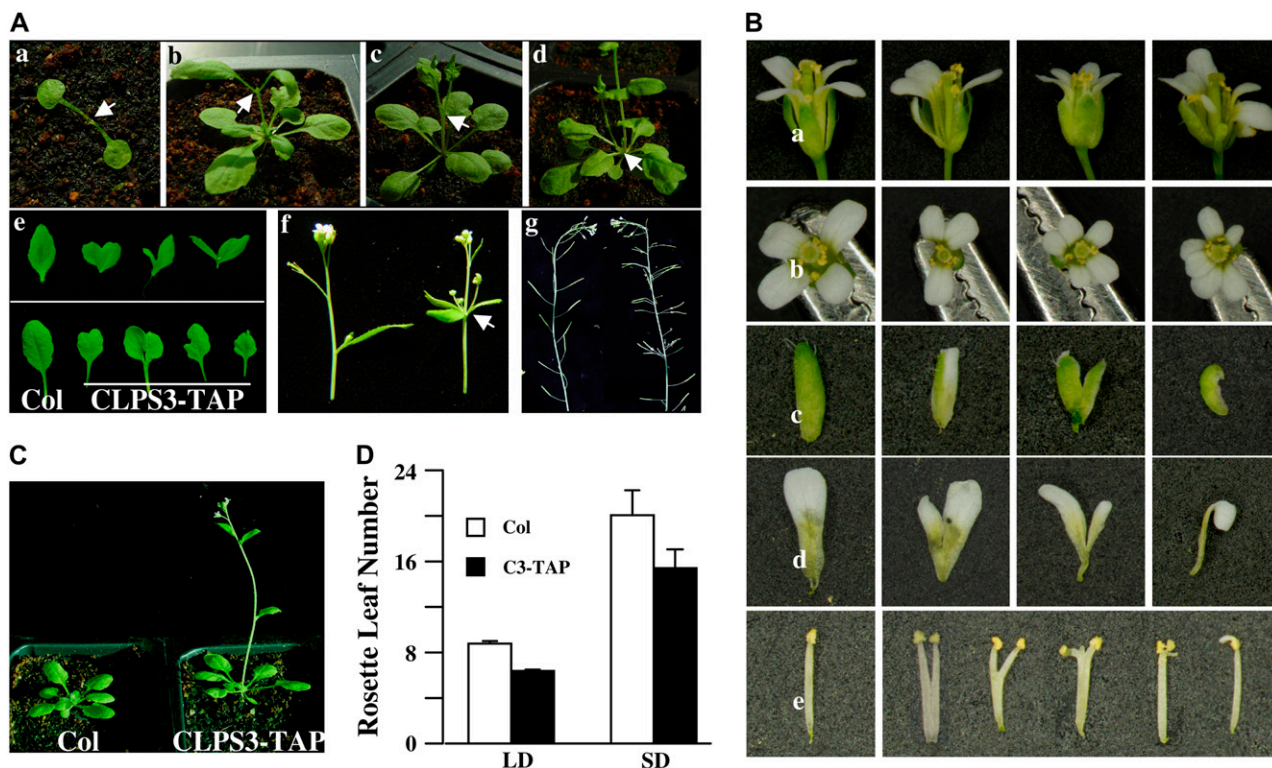 A
a
b
c
d
e
f
g
Col
CLPS3-TAP
B
a
b
c
d
e
C
Col
CLPS3-TAP
D
Rosette Leaf Number
24
16
8
0
Col
C3-TAP
LD
SD